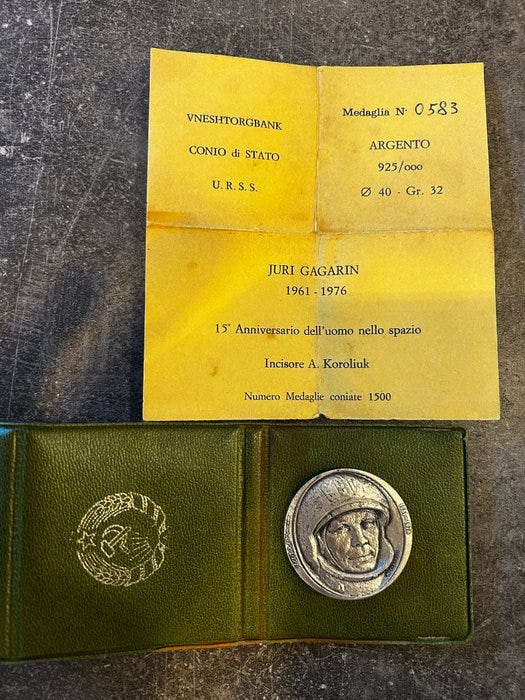 VNESHTORGBANK
CONIO di STATO
U. R. S. S.
Medaglia N· 0583
ARGENTO
925/000
Ø 40 - Gr. 32
JURI GAGARIN
1961 - 1976
15° Anniversario dell'uomo nello spazio
Incisore A. Koroliuk
Numero Medaglie coniate 1500